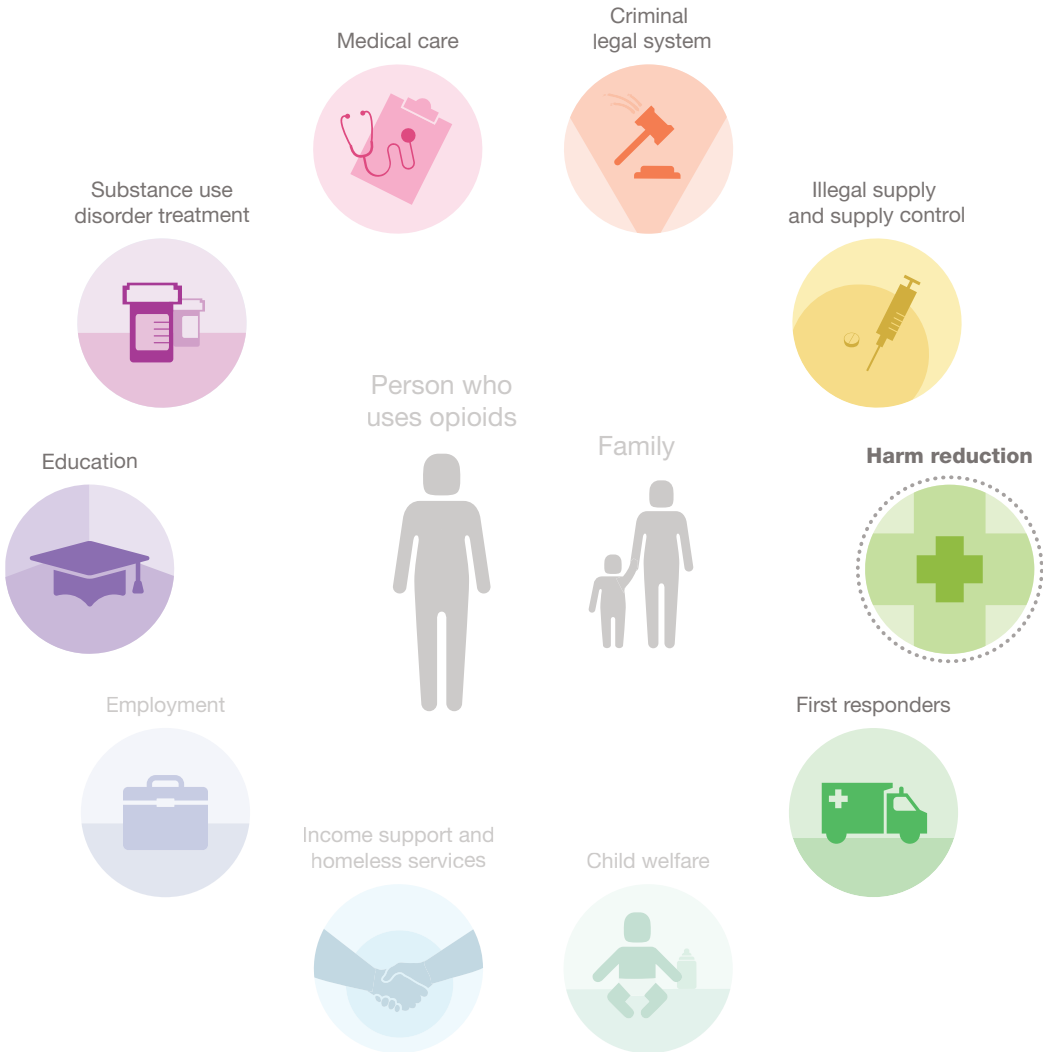 Medical care
Criminal
legal system
Substance use
disorder treatment
Illegal supply
and supply control
Person who
uses opioids
Family
Education
Harm reduction
Employment
First responders
Income support and
homeless services
Child welfare